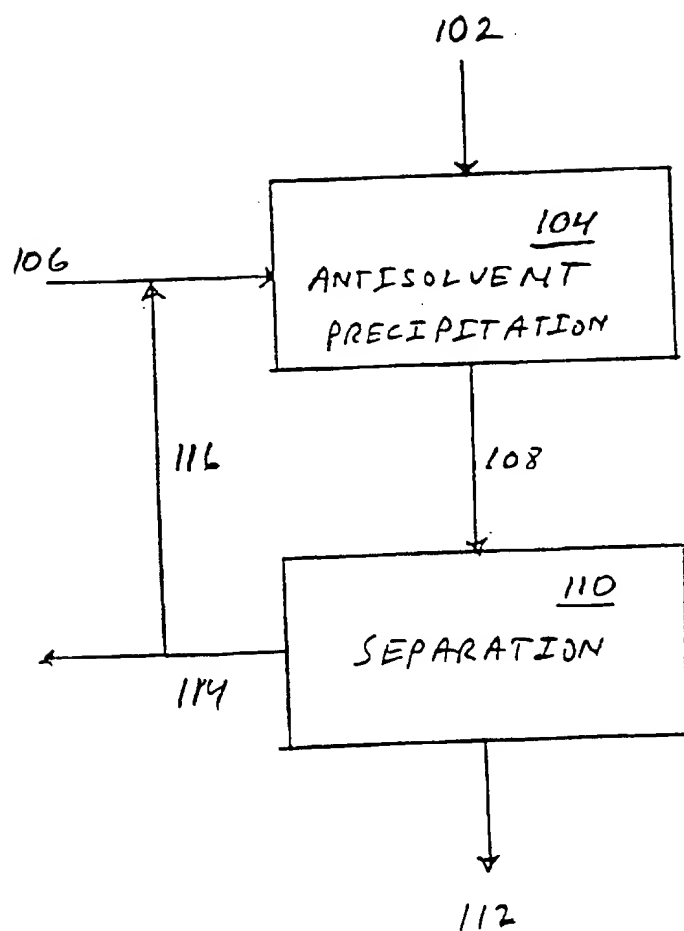 102
104
106
ANTISOLVENT
PRECIPITATION
116
108
110
SEPARATION
114
112